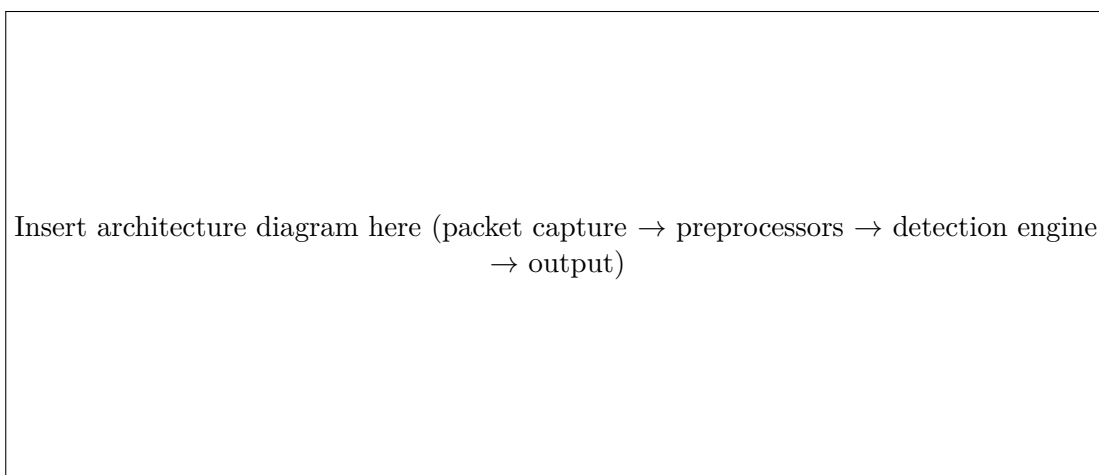 Insert architecture diagram here (packet capture → preprocessors → detection engine
→ output)